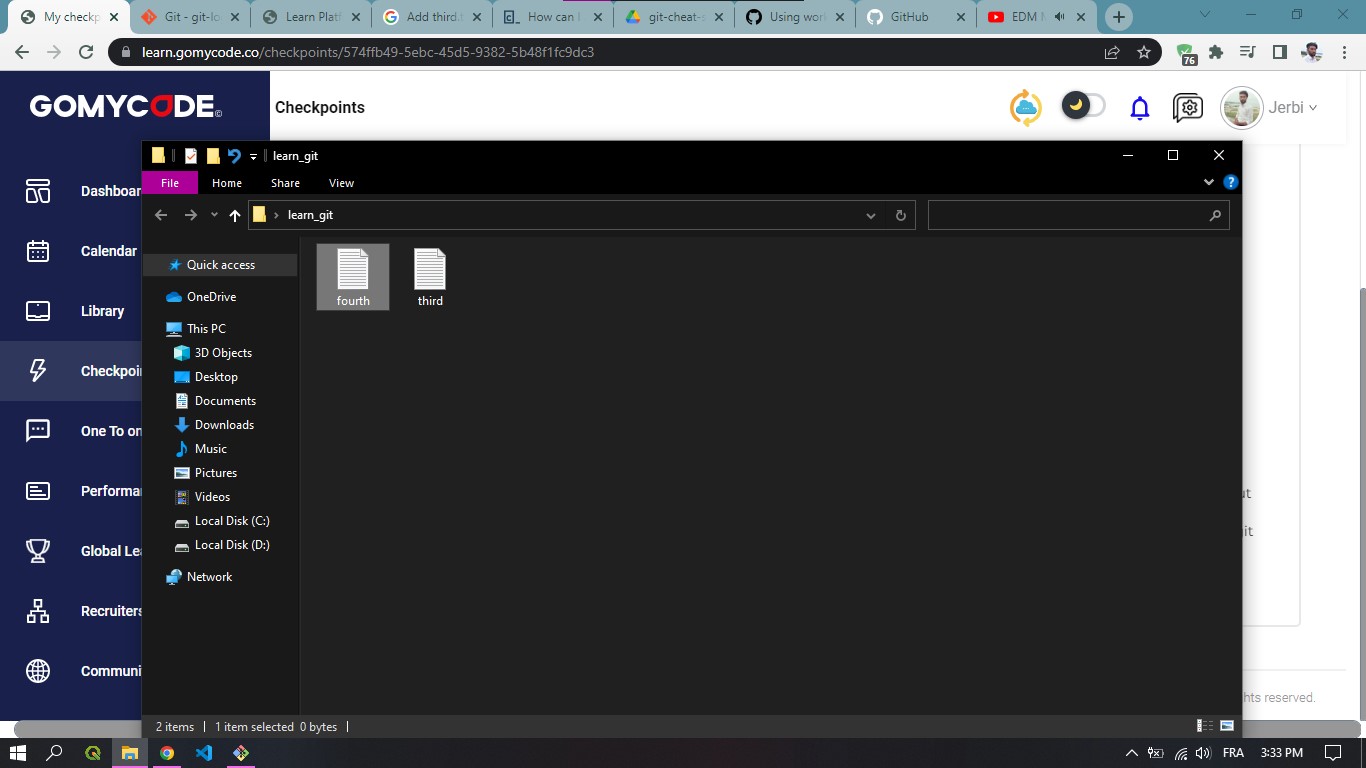 My checkp
Git - git-lo
Learn Platf
Add third.
How can I
git-cheat-s
Using work
GitHub
EDM
learn.gomycode.co/checkpoints/574ffb49-5ebc-45d5-9382-5b48f1fc9dc3
76
GOMYCODE
Checkpoints
Jerbi
learn_git
File
Home
Share
View
learn_git
Dashboar
Calendar
Library
Checkpoi
One To on
Performa
Global Lea
Recruiters
Communi
Quick access
OneDrive
This PC
3D Objects
Desktop
Documents
Downloads
Music
Pictures
Videos
Local Disk (C:)
Local Disk (D:)
Network
fourth
third
ut
it
hts reserved.
2 items
1 item selected 0 bytes
FRA
3:33 PM